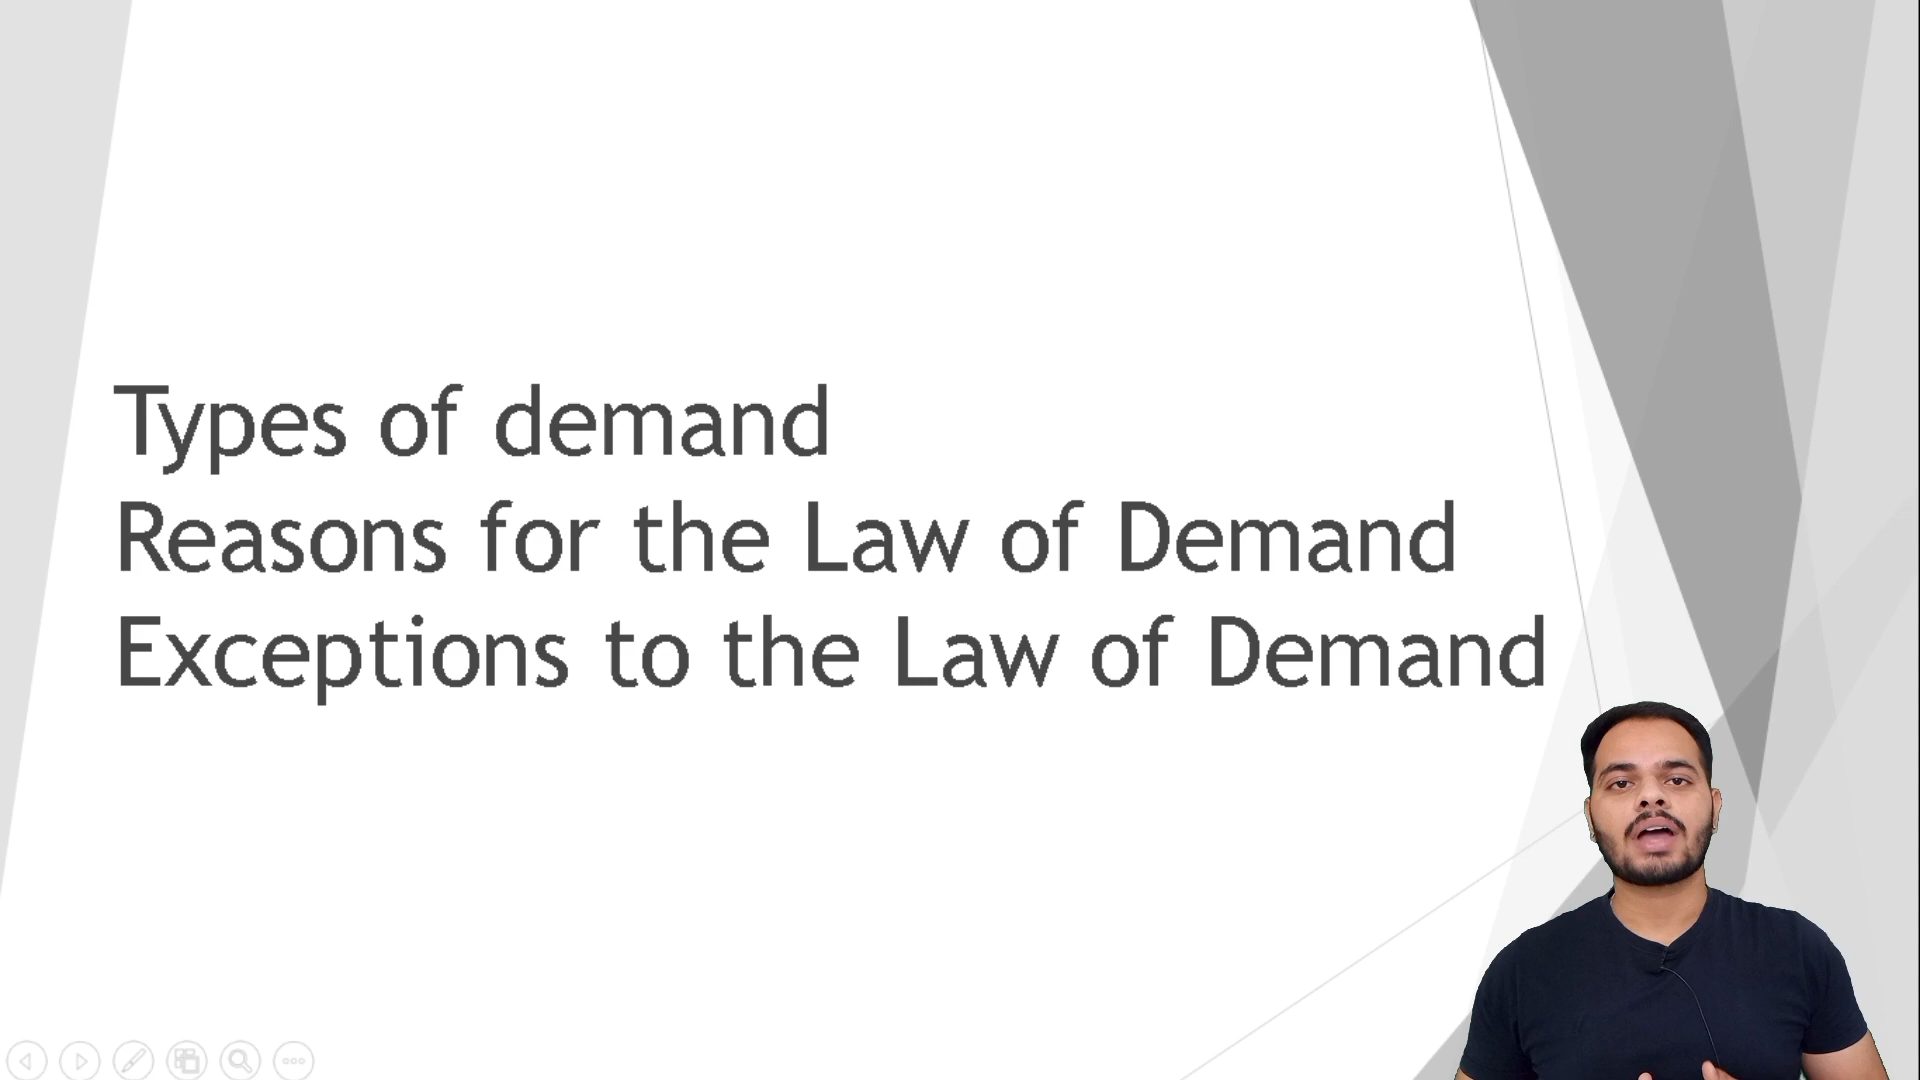 Types of demand
Reasons for the Law of Demand
Exceptions to the Law of Demand